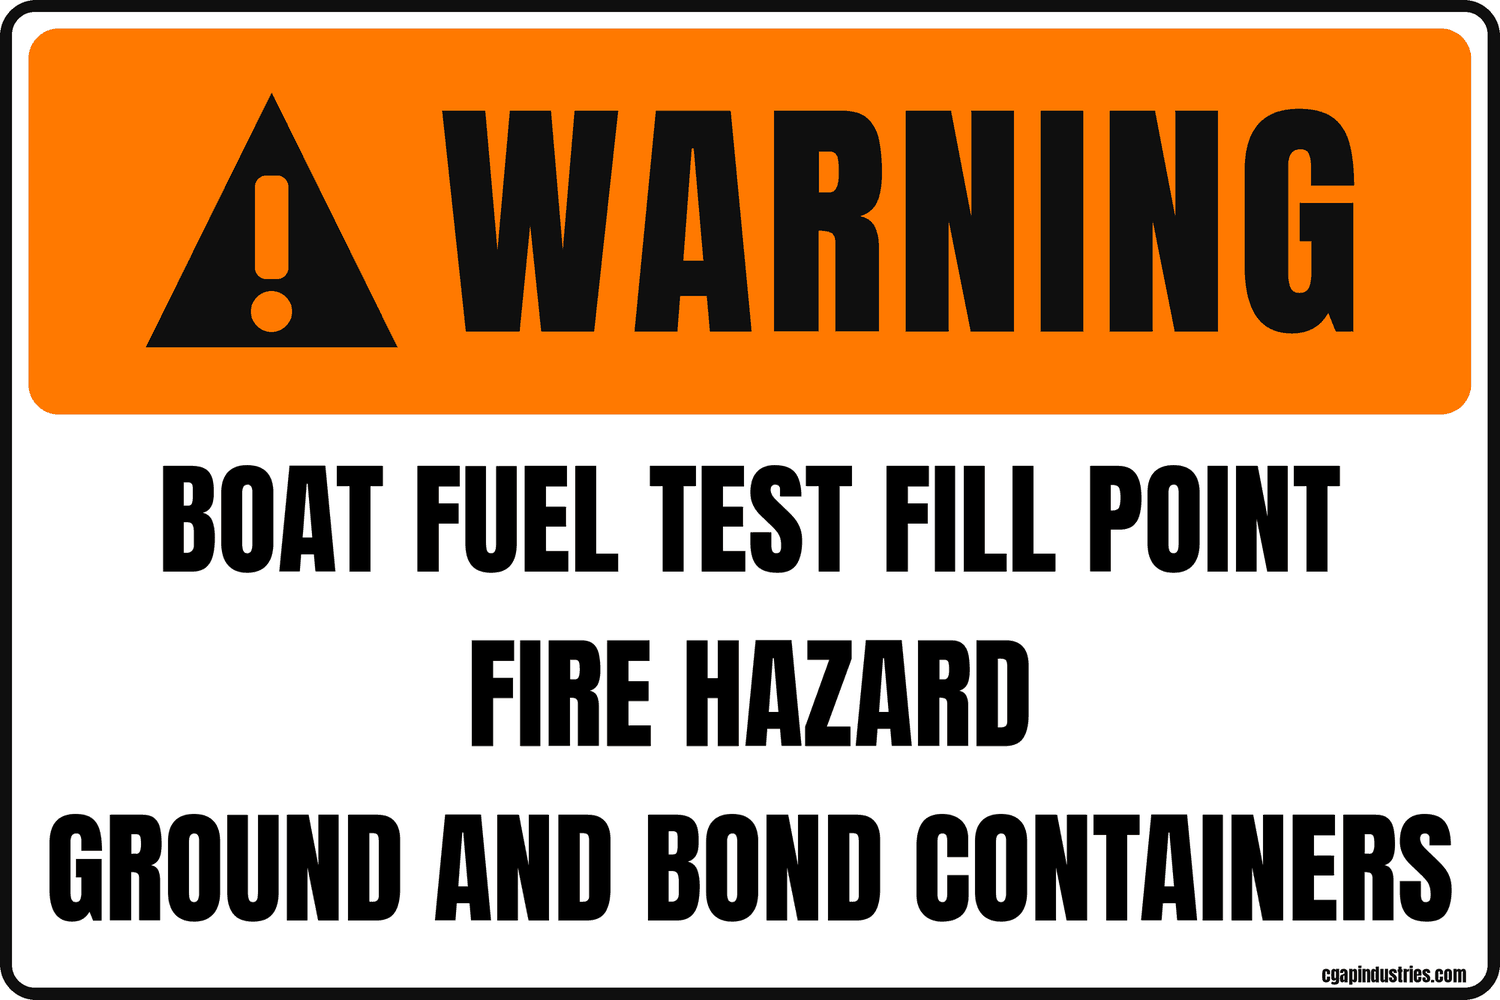 WARNING
BOAT FUEL TEST FILL POINT
FIRE HAZARD
GROUND AND BOND CONTAINERS
cgapindustries.com